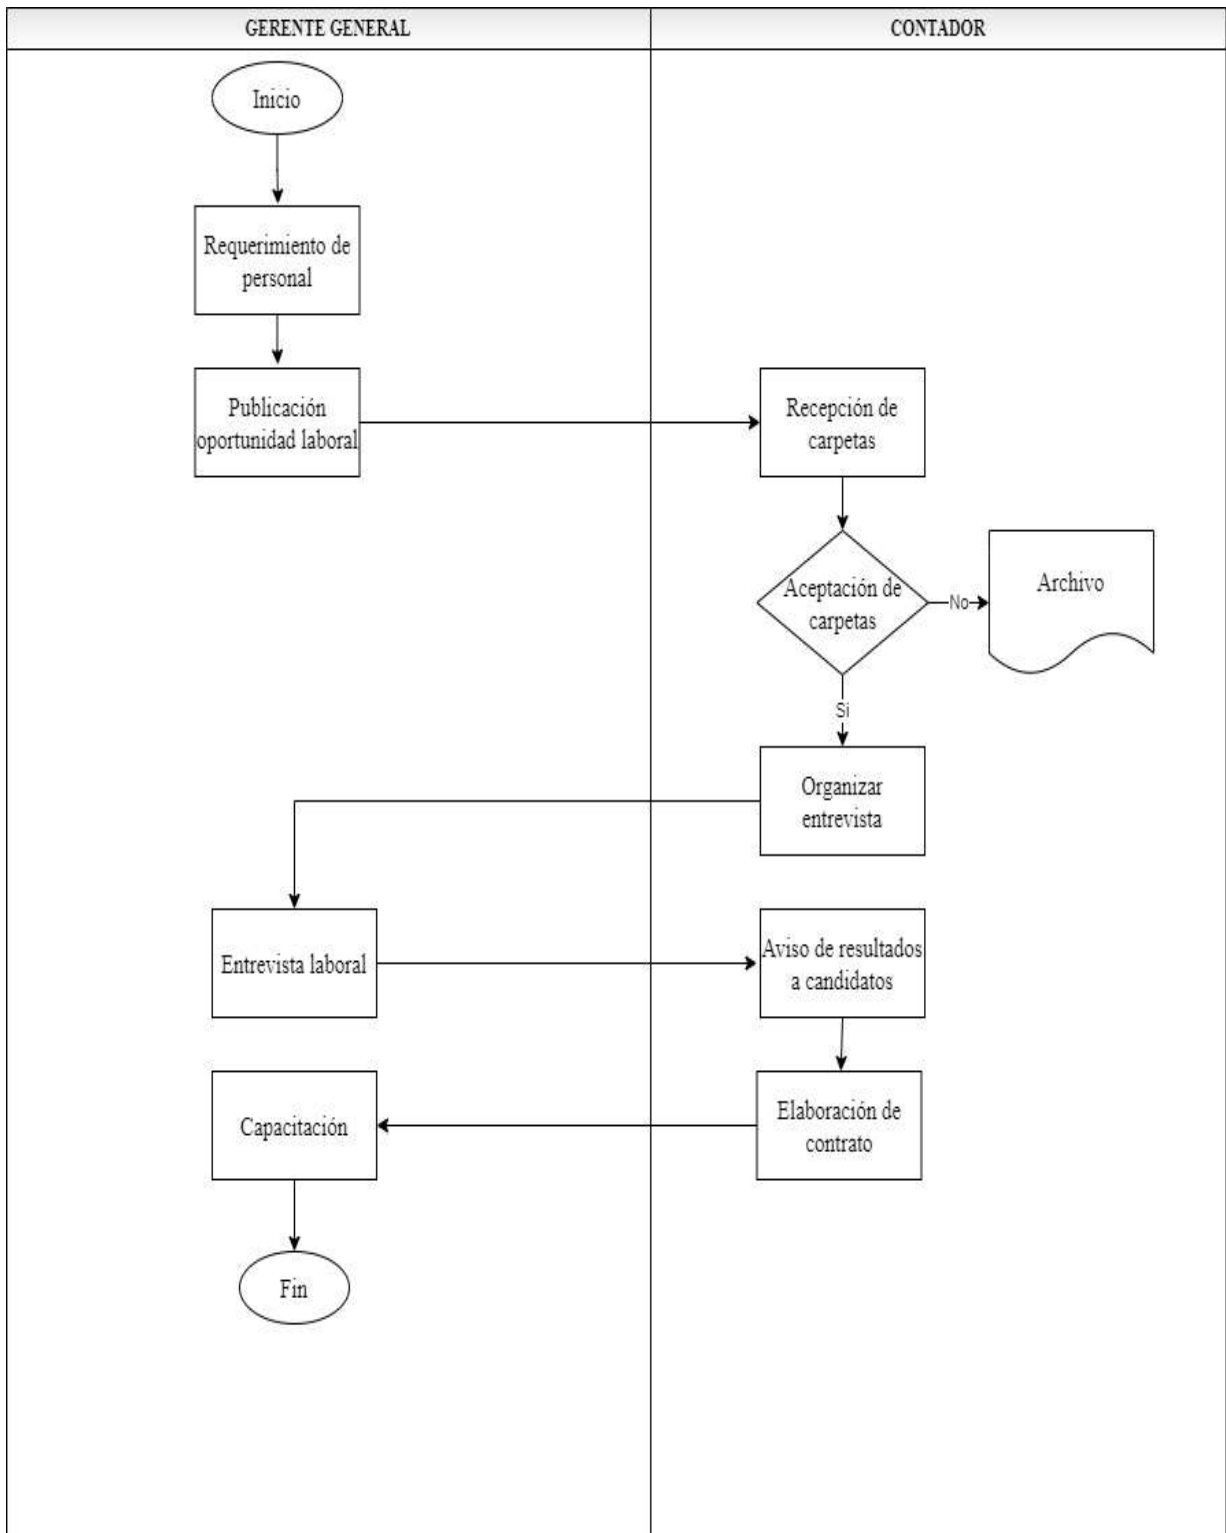 GERENTE GENERAL
CONTADOR
Inicio
Requerimiento de
personal
Publicación
oportunidad laboral
Recepción de
carpetas
Aceptación de
carpetas
No
Archivo
Si
Organizar
entrevista
Entrevista laboral
Aviso de resultados
a candidatos
Elaboración de
contrato
Capacitación
Fin